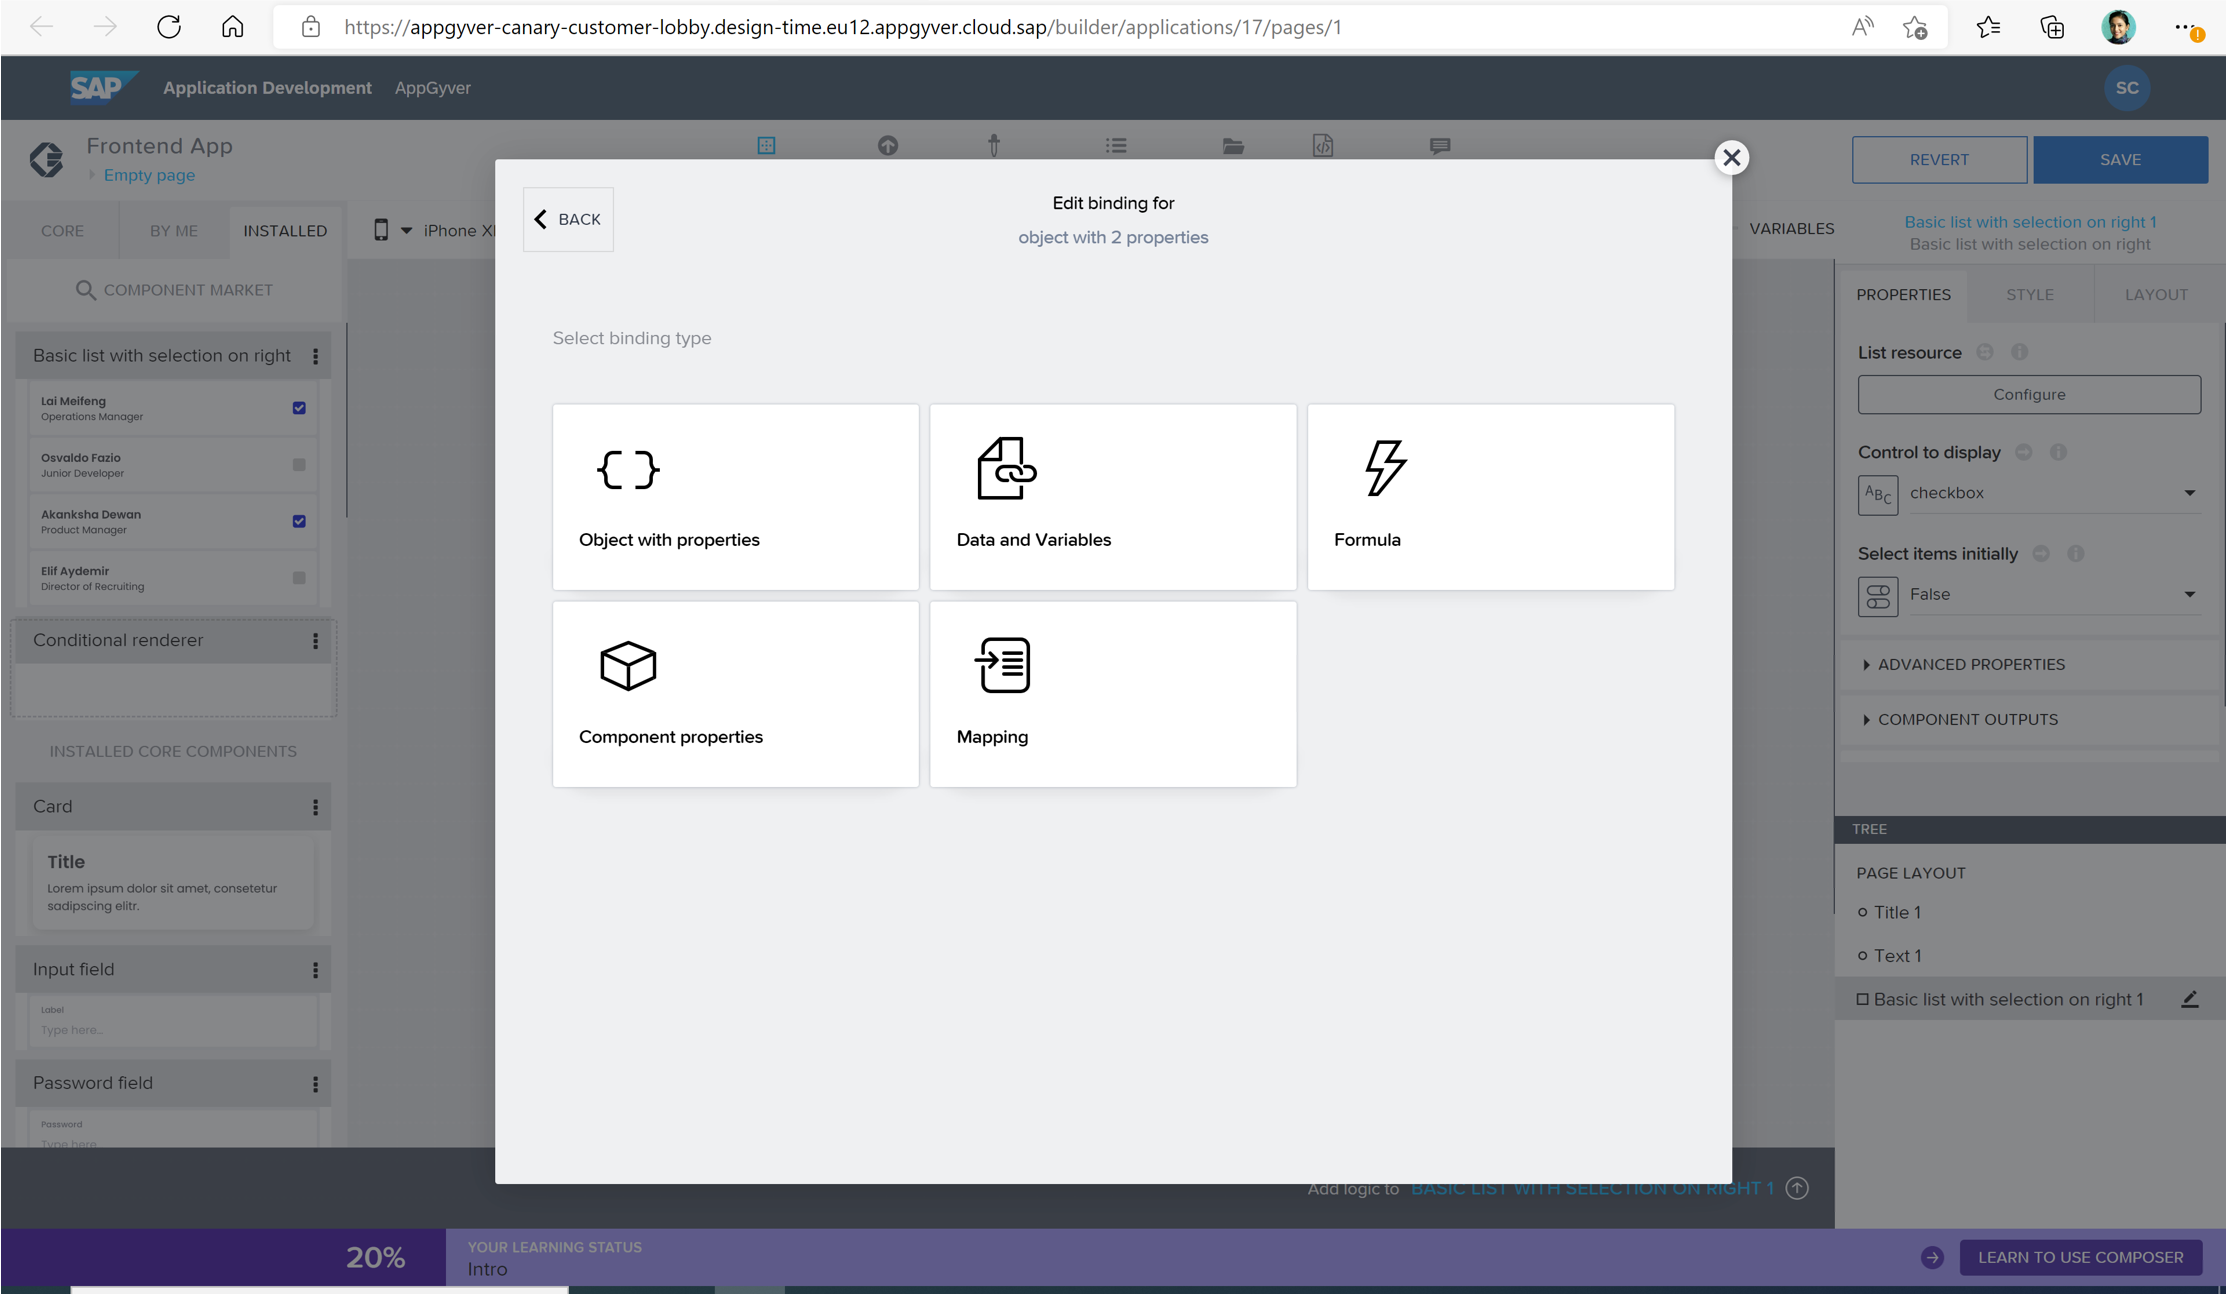 https://appgyver-canary-customer-lobby.design-time.eu12.appgyver.cloud.sap/builder/applications/17/pages/1
SAP Application Development AppGyver
SC
Frontend App
Empty page
REVERT
SAVE
CORE
BY ME
INSTALLED
iPhone X
VARIABLES
Basic list with selection on right 1
Basic list with selection on right
BACK
Edit binding for
object with 2 properties
COMPONENT MARKET
PROPERTIES
STYLE
LAYOUT
Select binding type
Basic list with selection on right
Lai Meifeng
Operations Manager
Osvaldo Fazio
Junior Developer
Akanksha Dewan
Product Manager
Elif Aydemir
Director of Recruiting
Conditional renderer
INSTALLED CORE COMPONENTS
Card
Title
Lorem ipsum dolor sit amet, consetetur
sadipscing elitr.
Input field
Label
Type here...
Password field
Password
Type here
Object with properties
Data and Variables
Formula
Component properties
Mapping
List resource
Configure
Control to display
ABC checkbox
Select items initially
False
ADVANCED PROPERTIES
COMPONENT OUTPUTS
TREE
PAGE LAYOUT
Title 1
Text 1
Basic list with selection on right 1
Add logic to BASIC LIST WITH SELECTION ON RIGHT 1
20%
YOUR LEARNING STATUS
Intro
LEARN TO USE COMPOSER